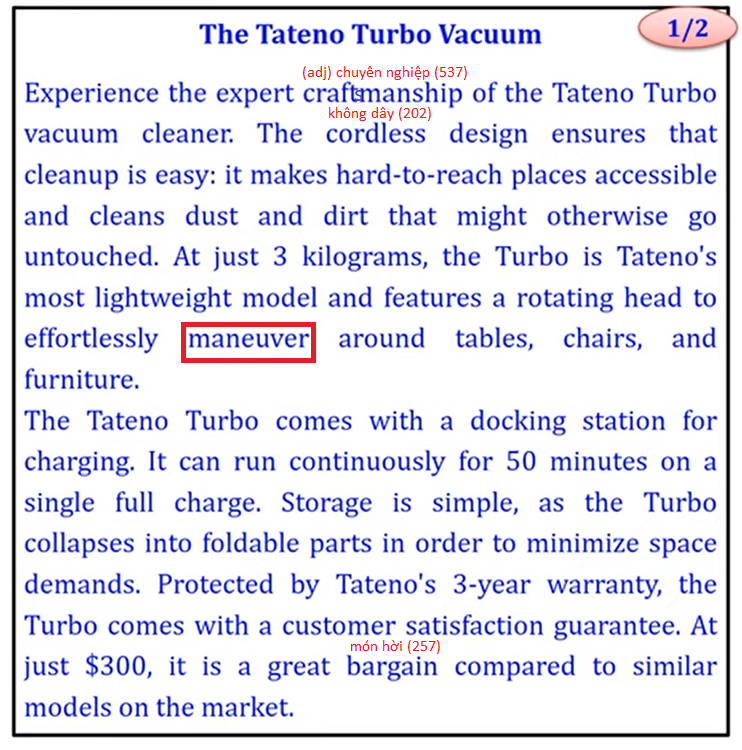 The Tateno Turbo Vacuum
1/2
(adj) chuyên nghiệp (537)
Experience the expert craftsmanship of the Tateno Turbo
không dây (202)
vacuum cleaner. The cordless design ensures that
cleanup is easy: it makes hard-to-reach places accessible
and cleans dust and dirt that might otherwise go
untouched. At just 3 kilograms, the Turbo is Tateno's
most lightweight model and features a rotating head to
effortlessly maneuver around tables, chairs, and
furniture.
The Tateno Turbo comes with a docking station for
charging. It can run continuously for 50 minutes on a
single full charge. Storage is simple, as the Turbo
collapses into foldable parts in order to minimize space
demands. Protected by Tateno's 3-year warranty, the
Turbo comes with a customer satisfaction guarantee. At
món hời (257)
just $300, it is a great bargain compared to similar
models on the market.